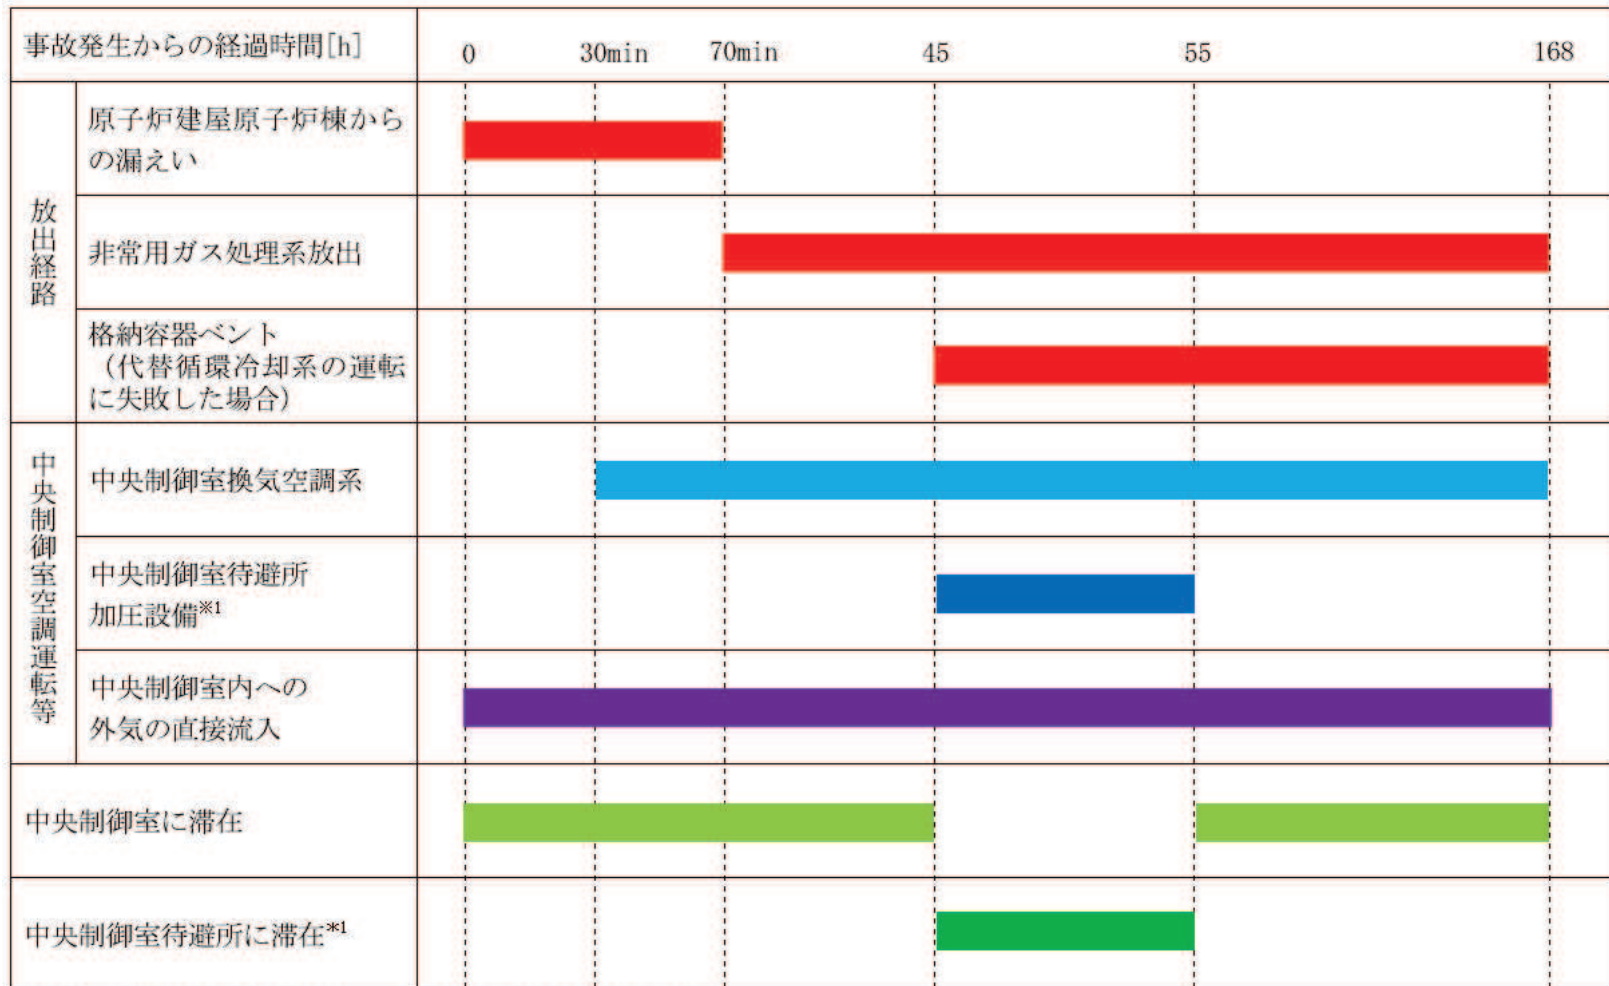 事故発生からの経過時間[h]
0 30min 70min 45 55 168
放出経路
原子炉建屋原子炉棟から
の漏えい
非常用ガス処理系放出
格納容器ベント
（代替循環冷却系の運転
に失敗した場合）
中央制御室空調運転等
中央制御室換気空調系
中央制御室待避所
加圧設備※1
中央制御室内への
外気の直接流入
中央制御室に滞在
中央制御室待避所に滞在*1